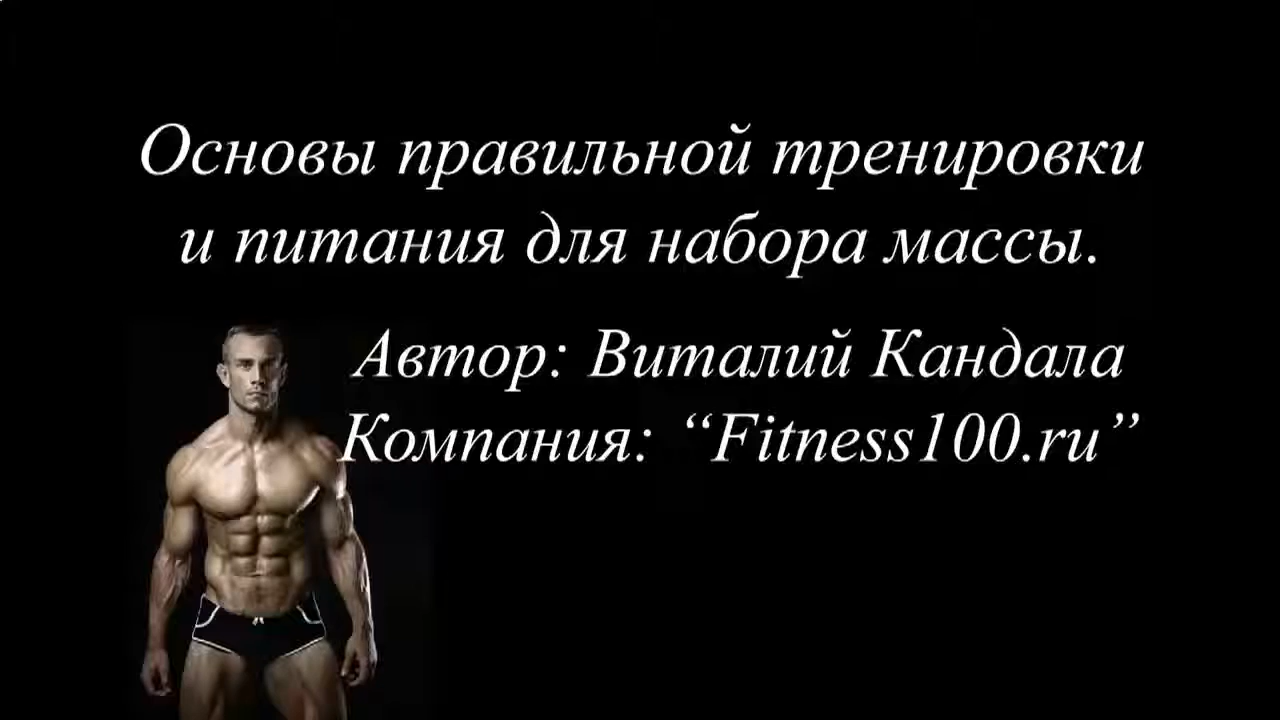 Основы правильной тренировки
и питания для набора массы.
Автор: Виталий Кандала
Компания: “Fitness100.ru”